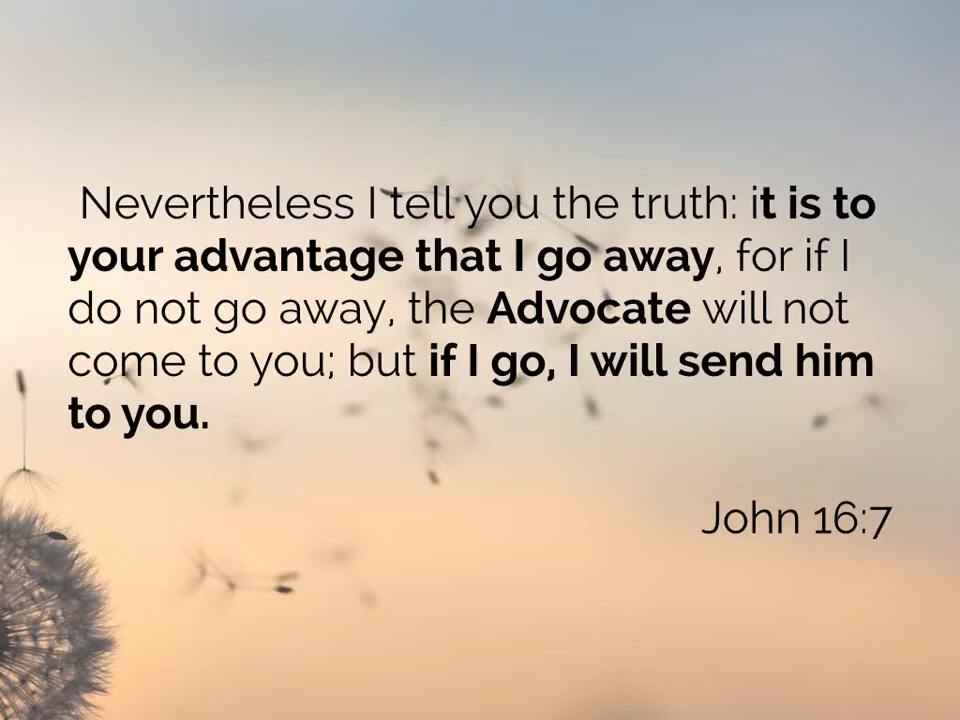 Nevertheless I tell you the truth: it is to
your advantage that I go away, for if I
do not go away, the Advocate will not
come to you; but if I go, I will send him
to you.
John 16:7